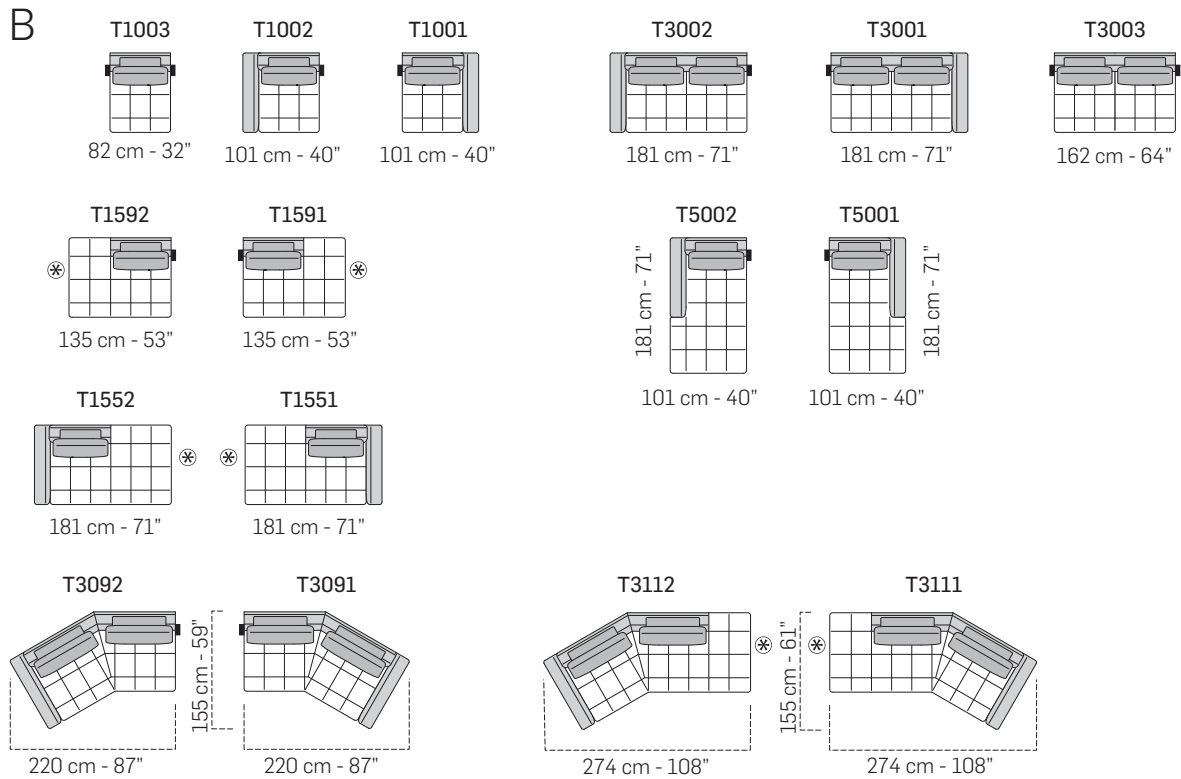 B
T1003 T1002 T1001 T3002 T3001 T3003
82 cm - 32" 101 cm - 40" 101 cm - 40" 181 cm - 71" 181 cm - 71" 162 cm - 64"
T1592 T1591 T5002 T5001
181 cm - 71" 181 cm - 71"
135 cm - 53" 135 cm - 53"
101 cm - 40" 101 cm - 40"
T1552 T1551
181 cm - 71" 181 cm - 71"
T3092 T3091 T3112 T3111
155 cm - 59" 155 cm - 61"
220 cm - 87" 220 cm - 87" 274 cm - 108" 274 cm - 108"